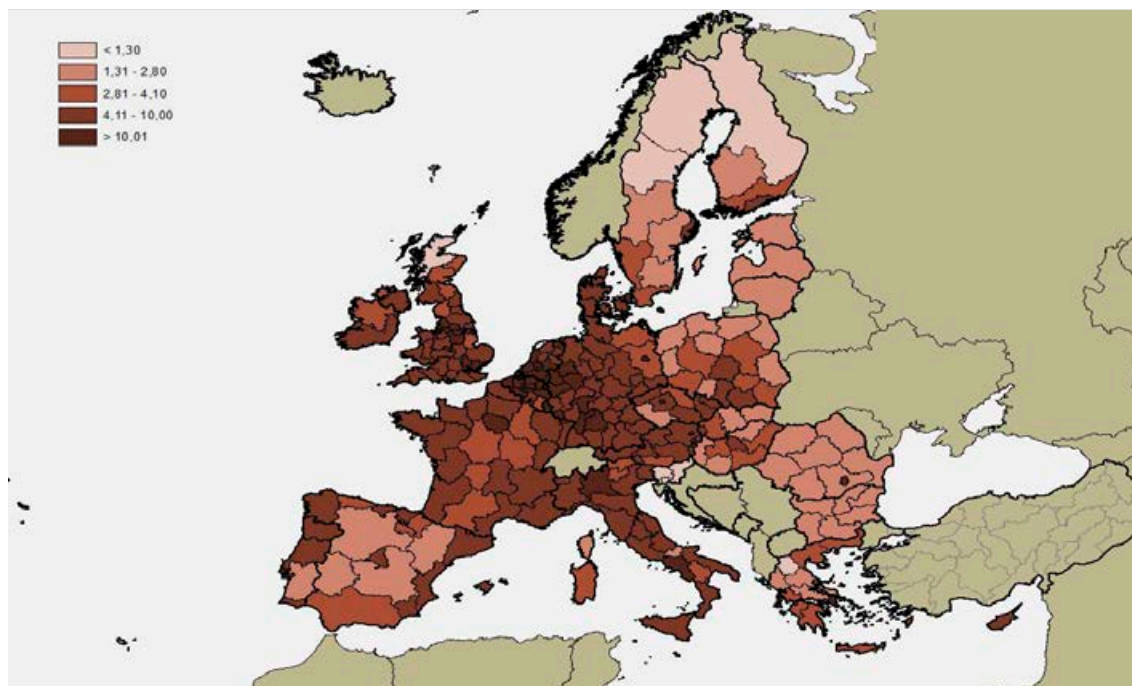 < 1,30
1,31 - 2,80
2,81 - 4,10
4,11 - 10,00
> 10,01